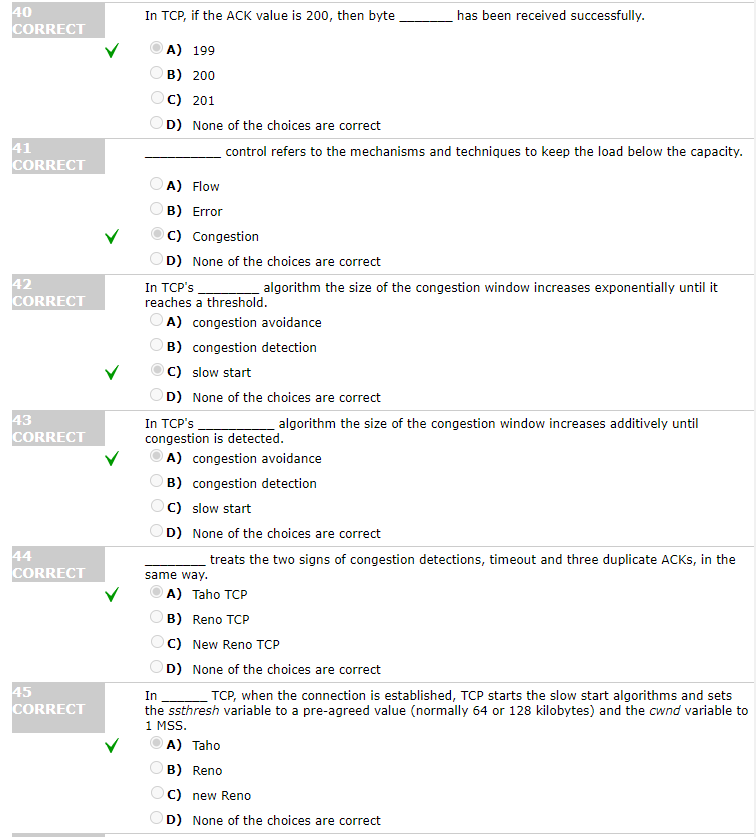 40
CORRECT
In TCP, if the ACK value is 200, then byte _______ has been received successfully.
A) 199
B) 200
C) 201
D) None of the choices are correct
41
CORRECT
__________ control refers to the mechanisms and techniques to keep the load below the capacity.
A) Flow
B) Error
C) Congestion
D) None of the choices are correct
42
CORRECT
In TCP's ________ algorithm the size of the congestion window increases exponentially until it
reaches a threshold.
A) congestion avoidance
B) congestion detection
C) slow start
D) None of the choices are correct
43
CORRECT
In TCP's __________ algorithm the size of the congestion window increases additively until
congestion is detected.
A) congestion avoidance
B) congestion detection
C) slow start
D) None of the choices are correct
44
CORRECT
________ treats the two signs of congestion detections, timeout and three duplicate ACKs, in the
same way.
A) Taho TCP
B) Reno TCP
C) New Reno TCP
D) None of the choices are correct
45
CORRECT
In ______ TCP, when the connection is established, TCP starts the slow start algorithms and sets
the ssthresh variable to a pre-agreed value (normally 64 or 128 kilobytes) and the cwnd variable to
1 MSS.
A) Taho
B) Reno
C) new Reno
D) None of the choices are correct